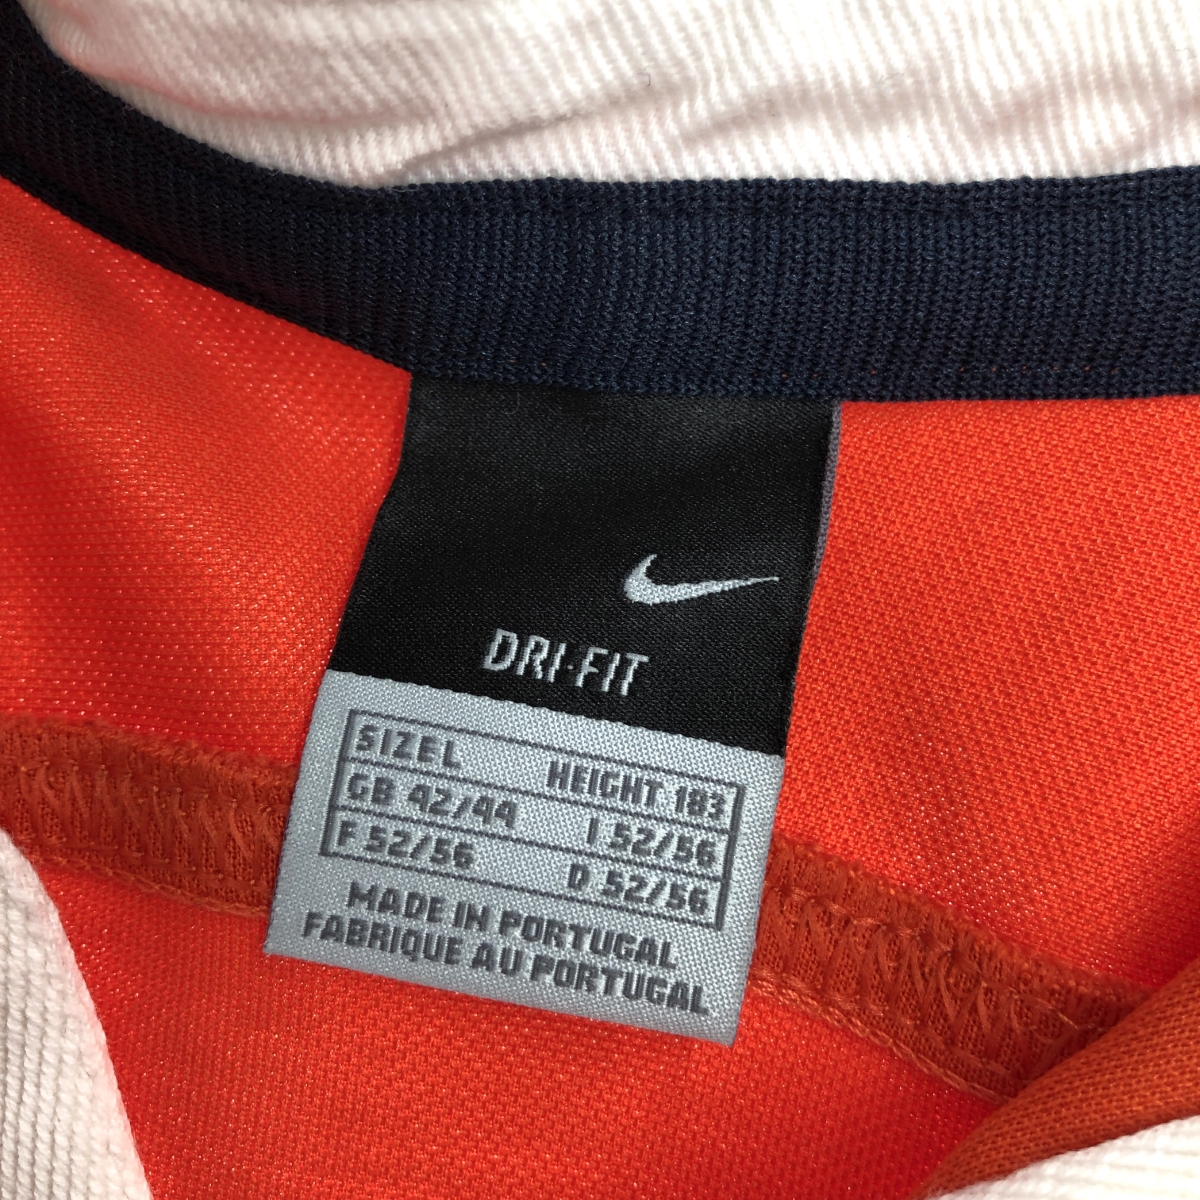 DRI-FIT
SIZE L HEIGHT 183
GB 42/44 I 52/56
F 52/56 D 52/56
MADE IN PORTUGAL
FABRIQUE AU PORTUGAL